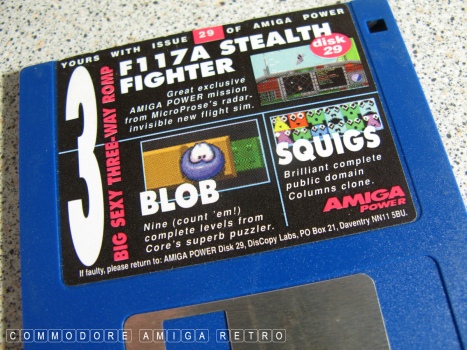 YOURS WITH ISSUE 29 OF AMIGA POWER
3
BIG SEXY THREE-WAY ROMP
F117A STEALTH
FIGHTER
disk
29
Great exclusive
AMIGA POWER mission
from MicroProse's radar-
invisible new flight sim.
BLOB
Nine (count 'em!)
complete levels from
Core's superb puzzler.
SQUIGS
Brilliant complete
public domain
Columns clone.
AMIGA
POWER
If faulty, please return to: AMIGA POWER Disk 29, DisCopy Labs, PO Box 21, Daventry NN11 5BU.
COMMODORE AMIGA RETRO